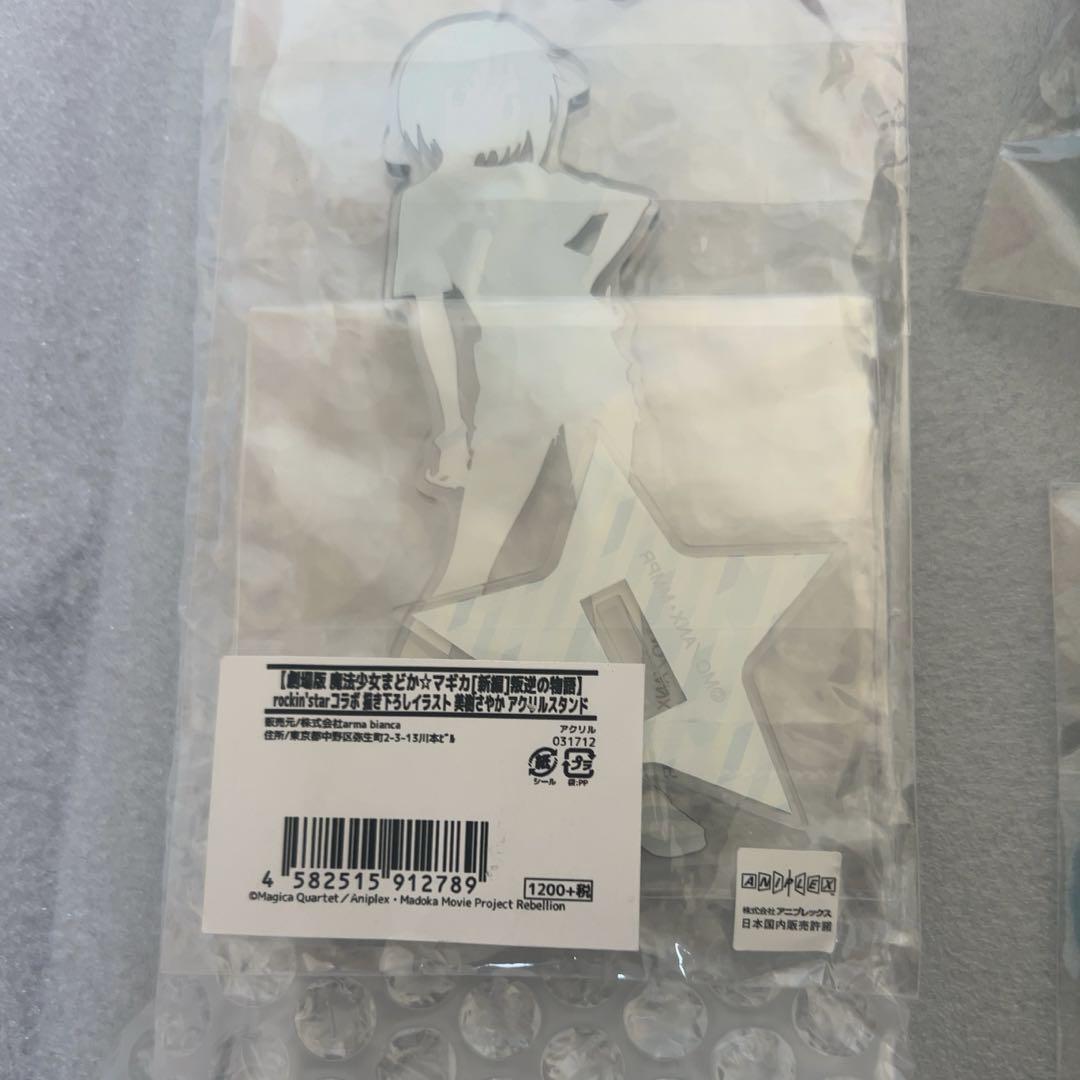 ©MQ/ANX・MMPR
【劇場版 魔法少女まどか☆マギカ[新編]叛逆の物語】
rockin'starコラボ 描き下ろしイラスト 美樹さやか アクリルスタンド
販売元/株式会社arma bianca
住所/東京都中野区弥生町2-3-13川本ﾋﾞﾙ
アクリル
031712
紙 プラ
シール 袋:PP
4 582515 912789
1200+税
©Magica Quartet/Aniplex・Madoka Movie Project Rebellion
ANIPLEX
株式会社アニプレックス
日本国内販売許諾